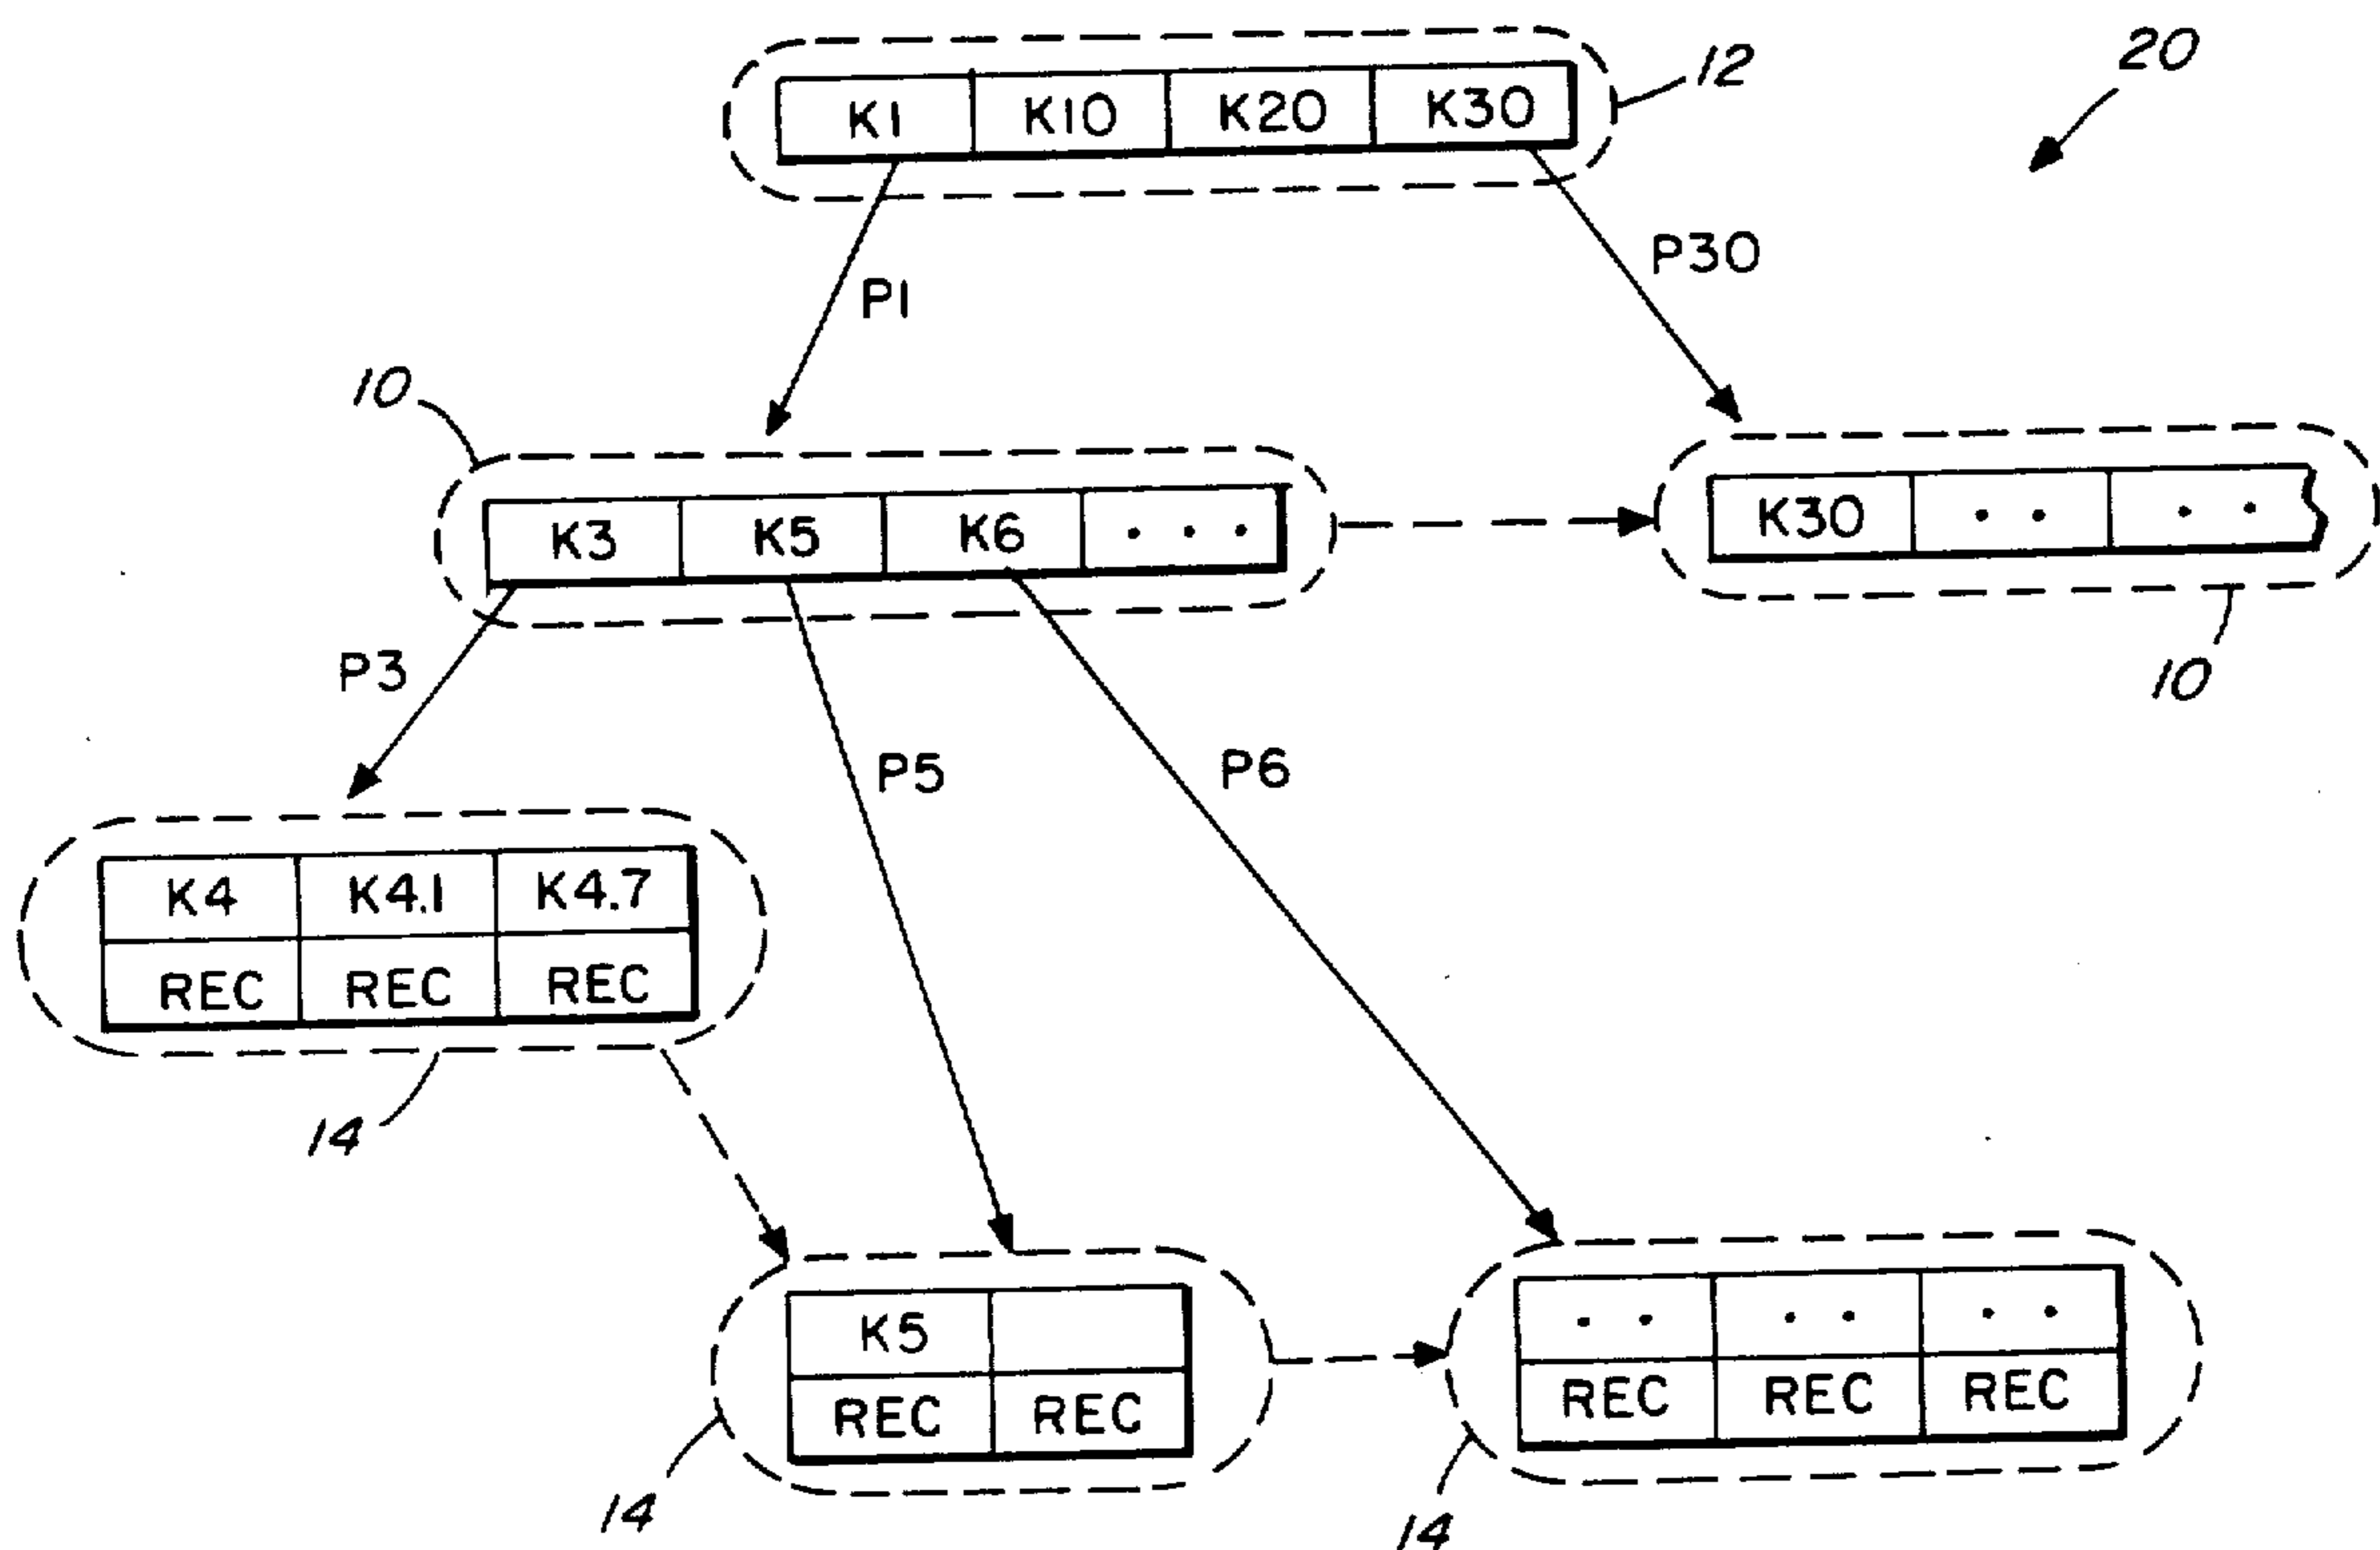 20
12
K1 K10 K20 K30
P1
P30
10
K3 K5 K6 . . .
K30 . . . .
10
P3
P5
P6
K4 K4.1 K4.7
REC REC REC
14
K5
REC REC
14
. . . . . .
REC REC REC
14